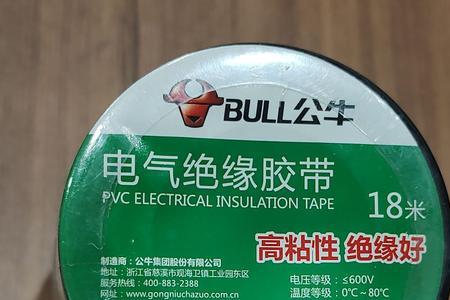 BULL公牛
电气绝缘胶带
PVC ELECTRICAL INSULATION TAPE
18米
高粘性 绝缘好
制造商：公牛集团股份有限公司
地址：浙江省慈溪市观海卫镇工业园东区
服务热线：400-883-2388
网址：www.gongniuchazuo.com.cn
电压等级：≤600V
温度等级：0℃～80℃